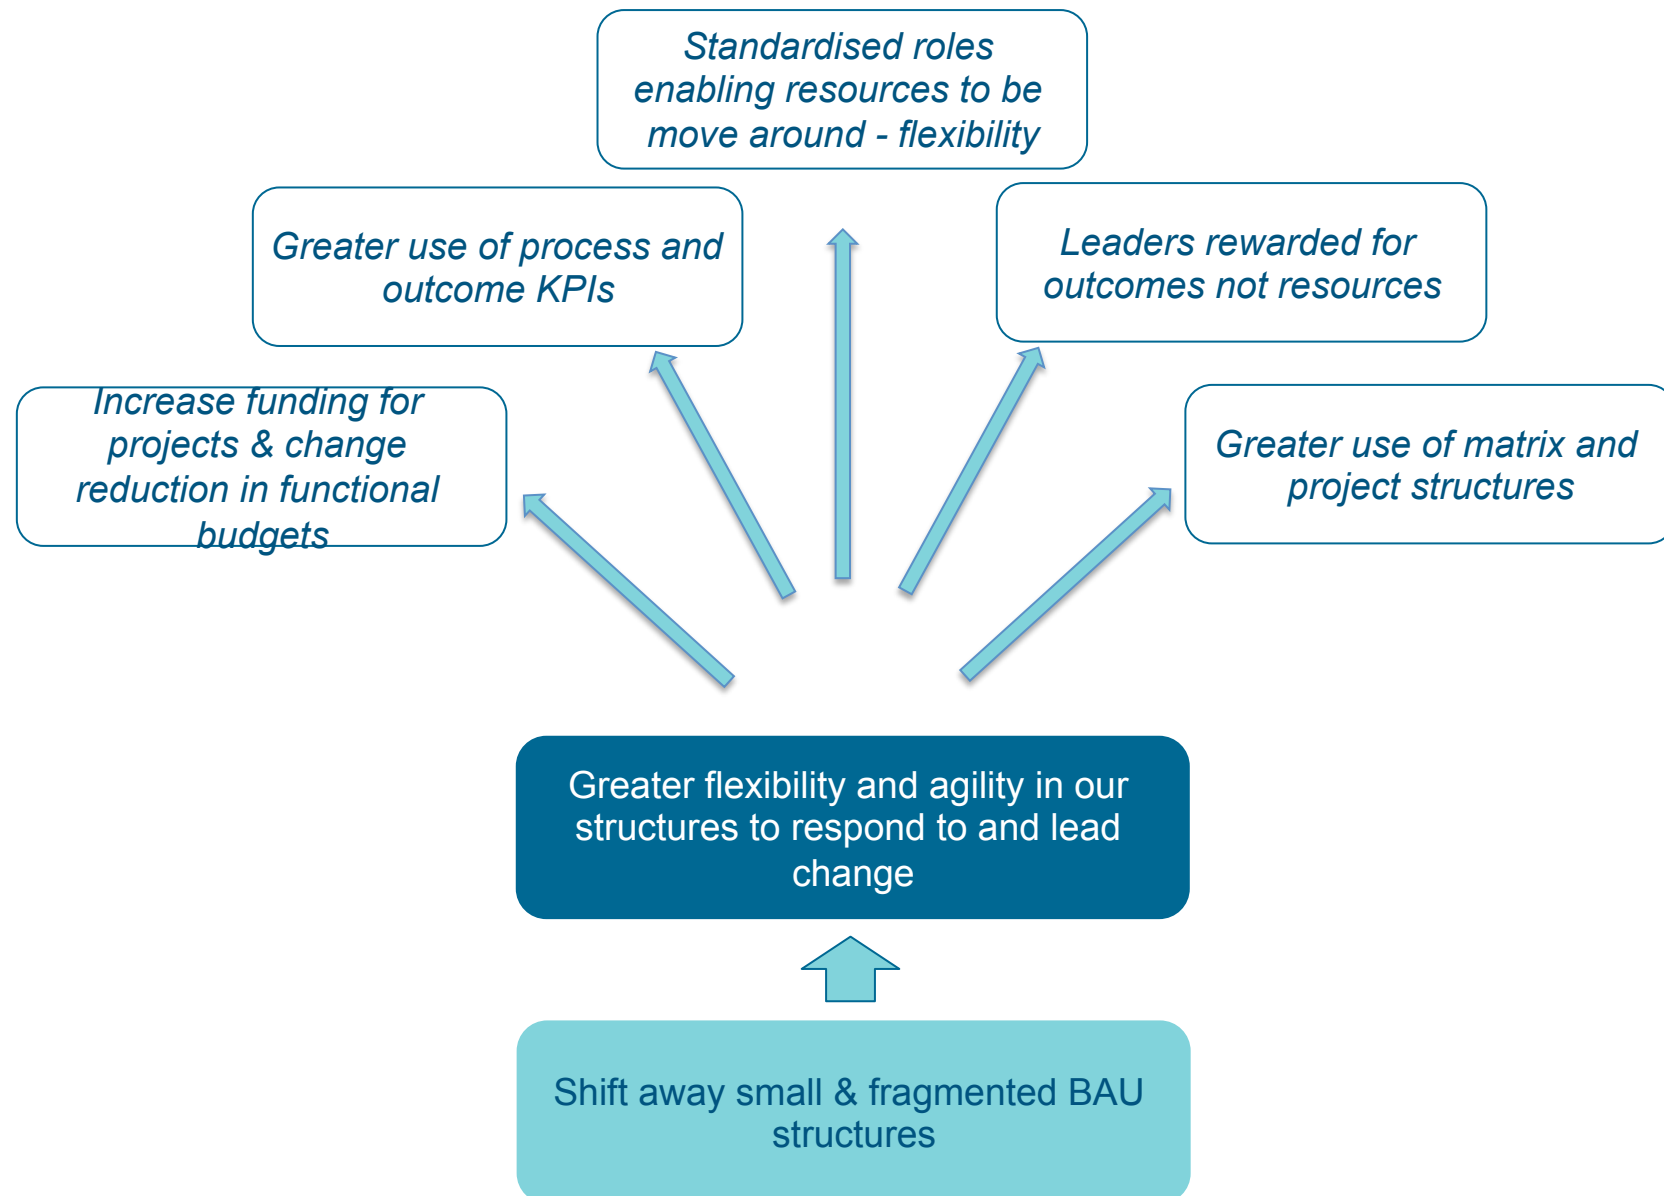 Standardised roles
enabling resources to be
move around - flexibility
Greater use of process and
outcome KPIs
Leaders rewarded for
outcomes not resources
Increase funding for
projects & change
reduction in functional
budgets
Greater use of matrix and
project structures
Greater flexibility and agility in our
structures to respond to and lead
change
Shift away small & fragmented BAU
structures